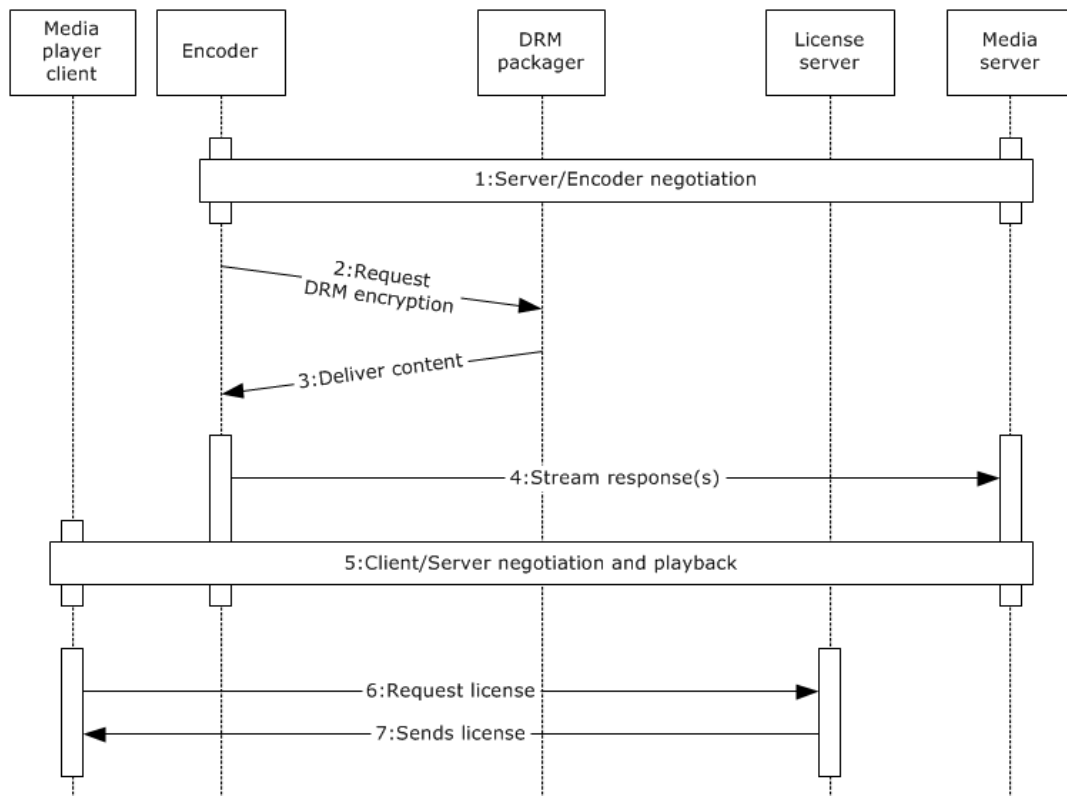 Media
player
client
Encoder
DRM
packager
License
server
Media
server
1:Server/Encoder negotiation
2:Request
DRM encryption
3:Deliver content
4:Stream response(s)
5:Client/Server negotiation and playback
6:Request license
7:Sends license